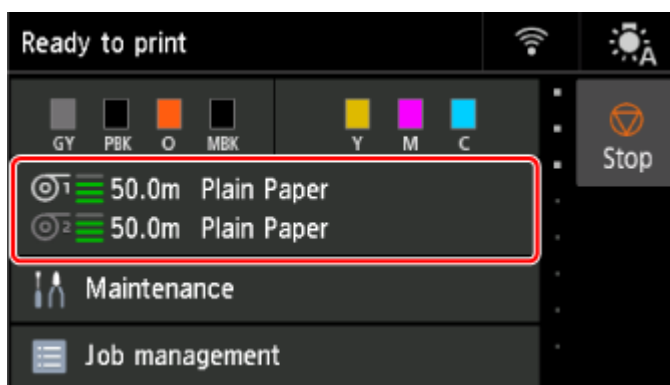 Ready to print
A
GY PBK O MBK Y M C
Stop
1 50.0m Plain Paper
2 50.0m Plain Paper
Maintenance
Job management